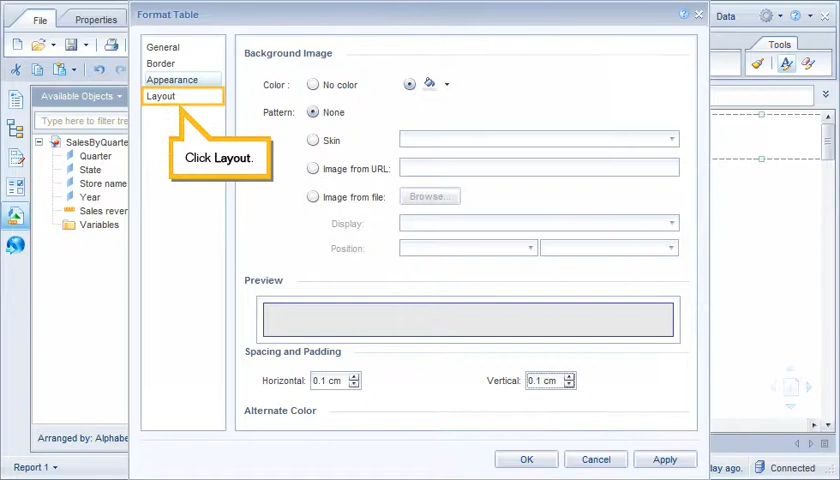 File
Properties
Format Table
Data
Tools
Available Objects
Type here to filter tre
SalesByQuarte
Quarter
State
Store name
Year
Sales reven
Variables
Arranged by: Alphabe
Report 1
General
Border
Appearance
Layout
Click Layout.
Background Image
Color :
No color
Pattern:
None
Skin
Image from URL:
Image from file:
Browse...
Display:
Position:
Preview
Spacing and Padding
Horizontal:
0.1 cm
Vertical:
0.1 cm
Alternate Color
OK
Cancel
Apply
lay ago.
Connected